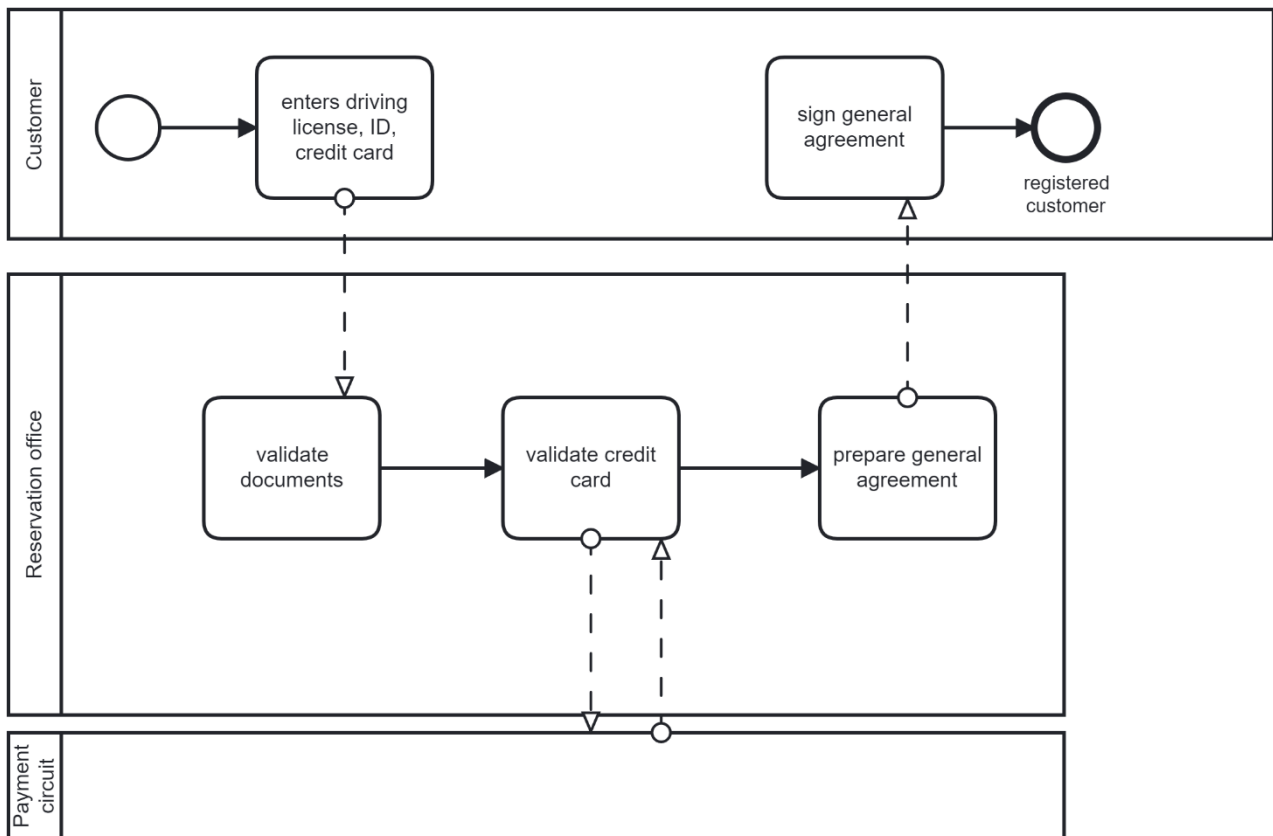 Customer
enters driving
license, ID,
credit card
sign general
agreement
registered
customer
Reservation office
validate
documents
validate credit
card
prepare general
agreement
Payment
circuit